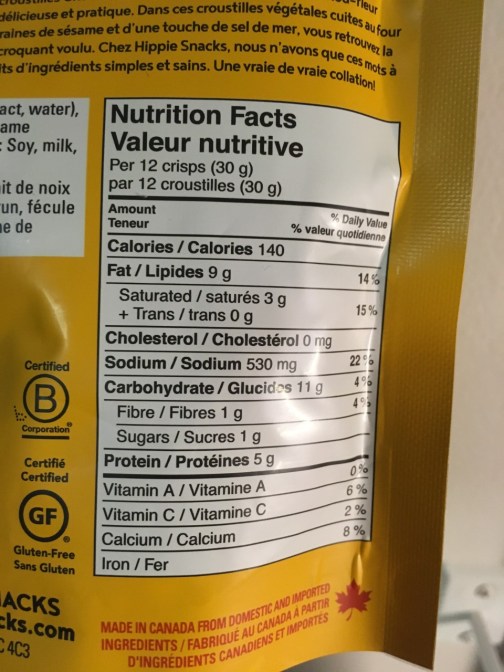 délicieuse et pratique. Dans ces croustilles végétales cuites au four
raines de sésame et d'une touche de sel de mer, vous retrouvez la
croquant voulu. Chez Hippie Snacks, nous n'avons que ces mots à
its d'ingrédients simples et sains. Une vraie de vraie collation!
act, water),
ame
: Soy, milk,
it de noix
un, fécule
ne de
Nutrition Facts
Valeur nutritive
Per 12 crisps (30 g)
par 12 croustilles (30 g)
Amount
Teneur
% Daily Value
% valeur quotidienne
Calories / Calories 140
Fat / Lipides 9 g 14 %
Saturated / saturés 3 g
+ Trans / trans 0 g 15 %
Cholesterol / Cholestérol 0 mg
Sodium / Sodium 530 mg 22 %
Carbohydrate / Glucides 11 g 4 %
Fibre / Fibres 1 g 4 %
Sugars / Sucres 1 g
Protein / Protéines 5 g
Vitamin A / Vitamine A 0 %
Vitamin C / Vitamine C 6 %
Calcium / Calcium 2 %
Iron / Fer 8 %
Certified
B
Corporation
Certifié
Certified
GF
Gluten-Free
Sans Gluten
ACKS
cks.com
C 4C3
MADE IN CANADA FROM DOMESTIC AND IMPORTED
INGREDIENTS / FABRIQUÉ AU CANADA À PARTIR
D'INGRÉDIENTS CANADIENS ET IMPORTÉS